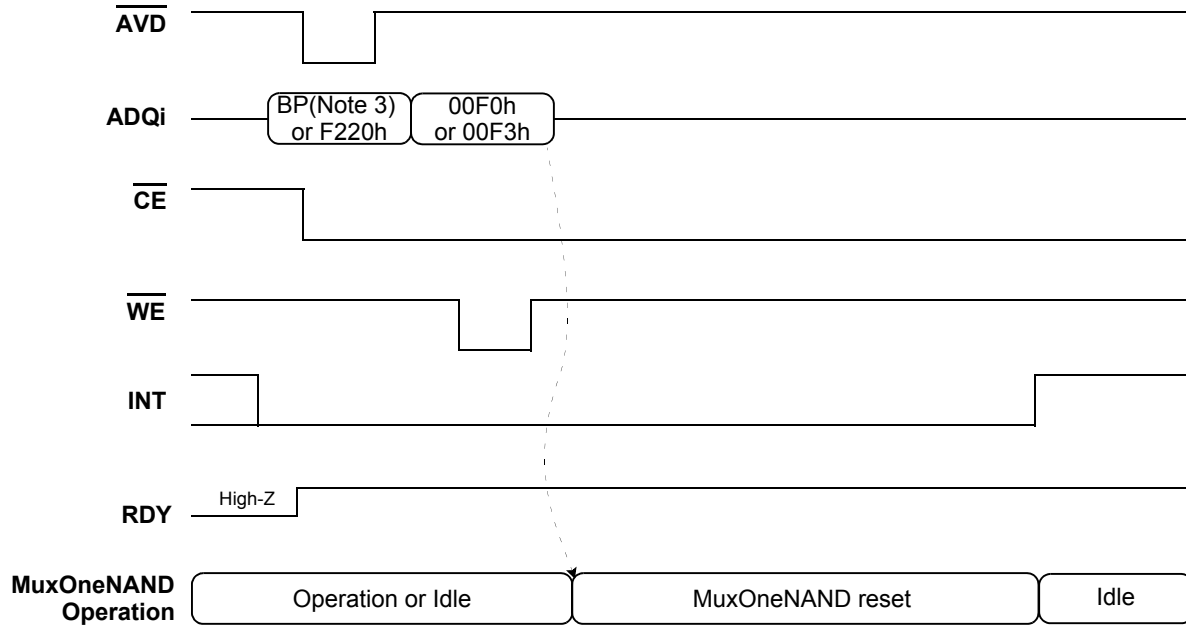 AVD
ADQi
BP(Note 3)
or F220h
00F0h
or 00F3h
CE
WE
INT
High-Z
RDY
MuxOneNAND
Operation
Operation or Idle
MuxOneNAND reset
Idle